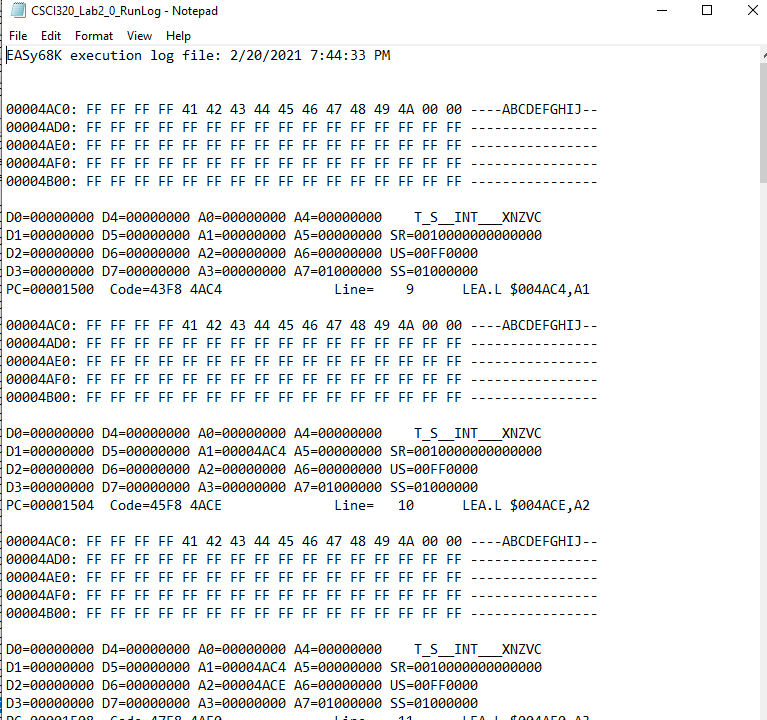 CSCI320_Lab2_0_RunLog - Notepad
File Edit Format View Help
EASy68K execution log file: 2/20/2021 7:44:33 PM
00004AC0: FF FF FF FF 41 42 43 44 45 46 47 48 49 4A 00 00 ----ABCDEFGHIJ--
00004AD0: FF FF FF FF FF FF FF FF FF FF FF FF FF FF FF FF ----------------
00004AE0: FF FF FF FF FF FF FF FF FF FF FF FF FF FF FF FF ----------------
00004AF0: FF FF FF FF FF FF FF FF FF FF FF FF FF FF FF FF ----------------
00004B00: FF FF FF FF FF FF FF FF FF FF FF FF FF FF FF FF ----------------
D0=00000000 D4=00000000 A0=00000000 A4=00000000    T_S__INT___XNZVC
D1=00000000 D5=00000000 A1=00000000 A5=00000000 SR=0010000000000000
D2=00000000 D6=00000000 A2=00000000 A6=00000000 US=00FF0000
D3=00000000 D7=00000000 A3=00000000 A7=01000000 SS=01000000
PC=00001500  Code=43F8 4AC4              Line=    9      LEA.L $004AC4,A1
00004AC0: FF FF FF FF 41 42 43 44 45 46 47 48 49 4A 00 00 ----ABCDEFGHIJ--
00004AD0: FF FF FF FF FF FF FF FF FF FF FF FF FF FF FF FF ----------------
00004AE0: FF FF FF FF FF FF FF FF FF FF FF FF FF FF FF FF ----------------
00004AF0: FF FF FF FF FF FF FF FF FF FF FF FF FF FF FF FF ----------------
00004B00: FF FF FF FF FF FF FF FF FF FF FF FF FF FF FF FF ----------------
D0=00000000 D4=00000000 A0=00000000 A4=00000000    T_S__INT___XNZVC
D1=00000000 D5=00000000 A1=00004AC4 A5=00000000 SR=0010000000000000
D2=00000000 D6=00000000 A2=00000000 A6=00000000 US=00FF0000
D3=00000000 D7=00000000 A3=00000000 A7=01000000 SS=01000000
PC=00001504  Code=45F8 4ACE              Line=   10      LEA.L $004ACE,A2
00004AC0: FF FF FF FF 41 42 43 44 45 46 47 48 49 4A 00 00 ----ABCDEFGHIJ--
00004AD0: FF FF FF FF FF FF FF FF FF FF FF FF FF FF FF FF ----------------
00004AE0: FF FF FF FF FF FF FF FF FF FF FF FF FF FF FF FF ----------------
00004AF0: FF FF FF FF FF FF FF FF FF FF FF FF FF FF FF FF ----------------
00004B00: FF FF FF FF FF FF FF FF FF FF FF FF FF FF FF FF ----------------
D0=00000000 D4=00000000 A0=00000000 A4=00000000    T_S__INT___XNZVC
D1=00000000 D5=00000000 A1=00004AC4 A5=00000000 SR=0010000000000000
D2=00000000 D6=00000000 A2=00004ACE A6=00000000 US=00FF0000
D3=00000000 D7=00000000 A3=00000000 A7=01000000 SS=01000000